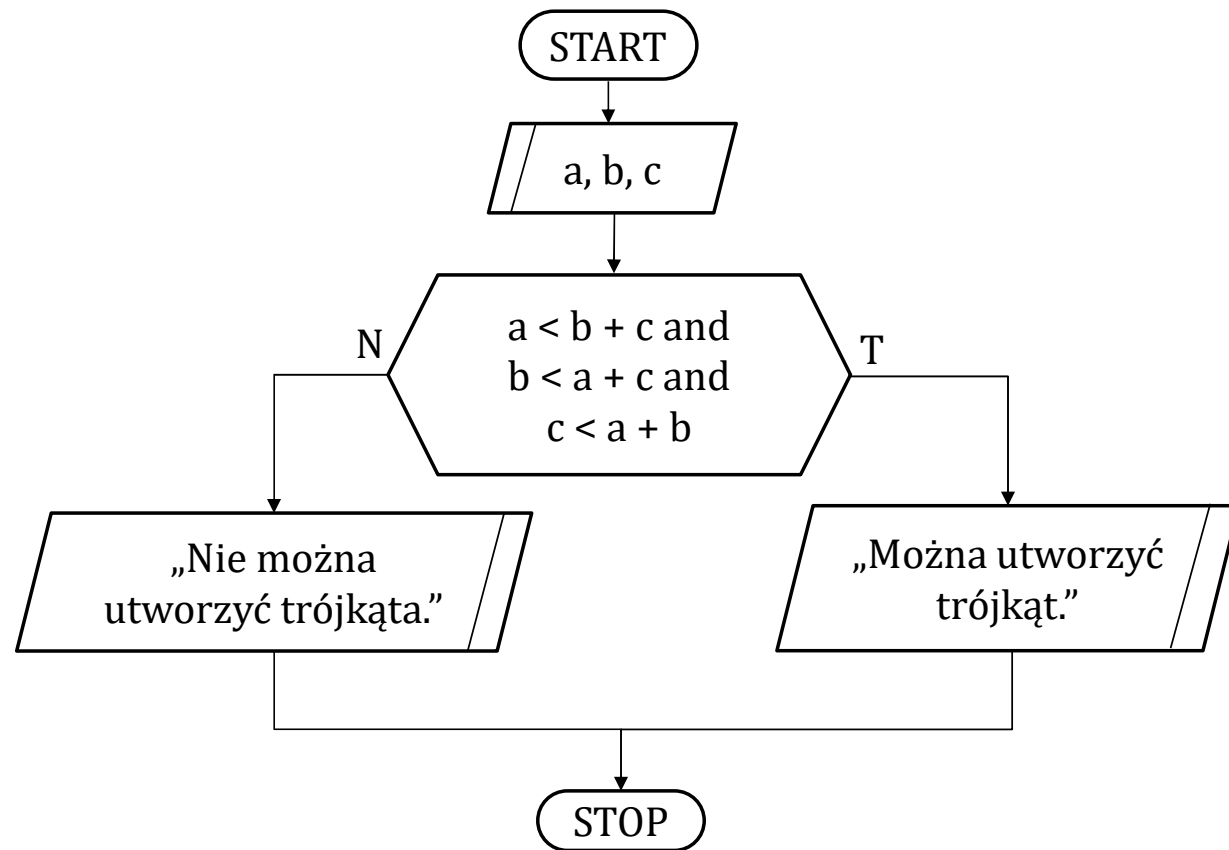 START
a, b, c
N
T
a < b + c and
b < a + c and
c < a + b
„Nie można
utworzyć trójkąta.”
„Można utworzyć
trójkąt.”
STOP